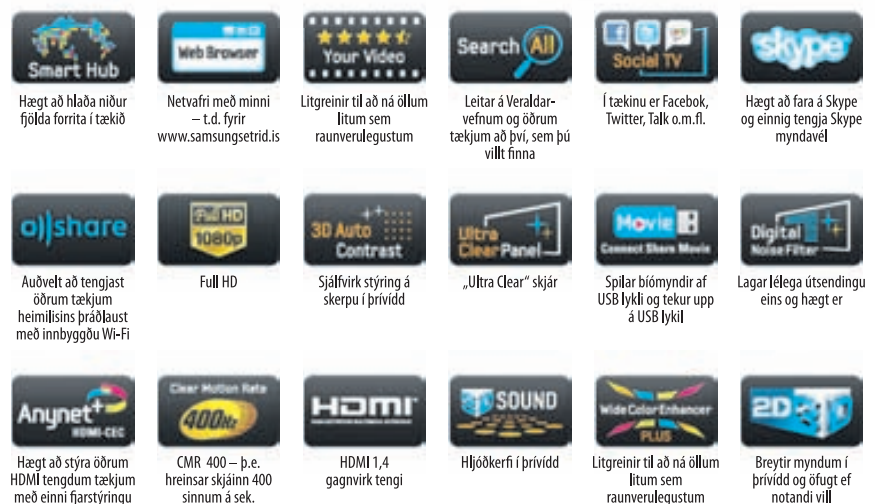 Smart Hub
Hægt að hlaða niður
fjölda forrita í tækið
Web Browser
Netvafri með minni
– t.d. fyrir
www.samsungsetrid.is
Your Video
Litgreinir til að ná öllum
litum sem
raunverulegustum
Search All
Leitar á Veraldar-
vefnum og öðrum
tækjum að því, sem þú
villt finna
Social TV
Í tækinu er Facebok,
Twitter, Talk o.m.fl.
skype
Hægt að fara á Skype
og einnig tengja Skype
myndavél
allshare
Auðvelt að tengjast
öðrum tækjum
heimilisins þráðlaust
með innbyggðu Wi-Fi
Full HD
1080p
Full HD
3D Auto
Contrast
Sjálfvirk stýring á
skerpu í þrívídd
Ultra
Clear Panel
„Ultra Clear“ skjár
Movie
Connect Share Movie
Spilar bíómyndir af
USB lykli og tekur upp
á USB lykil
Digital
Noise Filter
Lagar lélega útsendingu
eins og hægt er
Anynet+
HDMI-CEC
Hægt að stýra öðrum
HDMI tengdum tækjum
með einni fjarstýringu
Clear Motion Rate
400Hz
CMR 400 – þ.e.
hreinsar skjáinn 400
sinnum á sek.
HDMI
HDMI 1,4
gagnvirk tengi
3D SOUND
Hljóðkerfi í þrívídd
Wide Color Enhancer
PLUS
Litgreinir til að ná öllum
litum sem
raunverulegustum
2D 3D
Breytir myndum í
þrívídd og öfugt ef
notandi vill